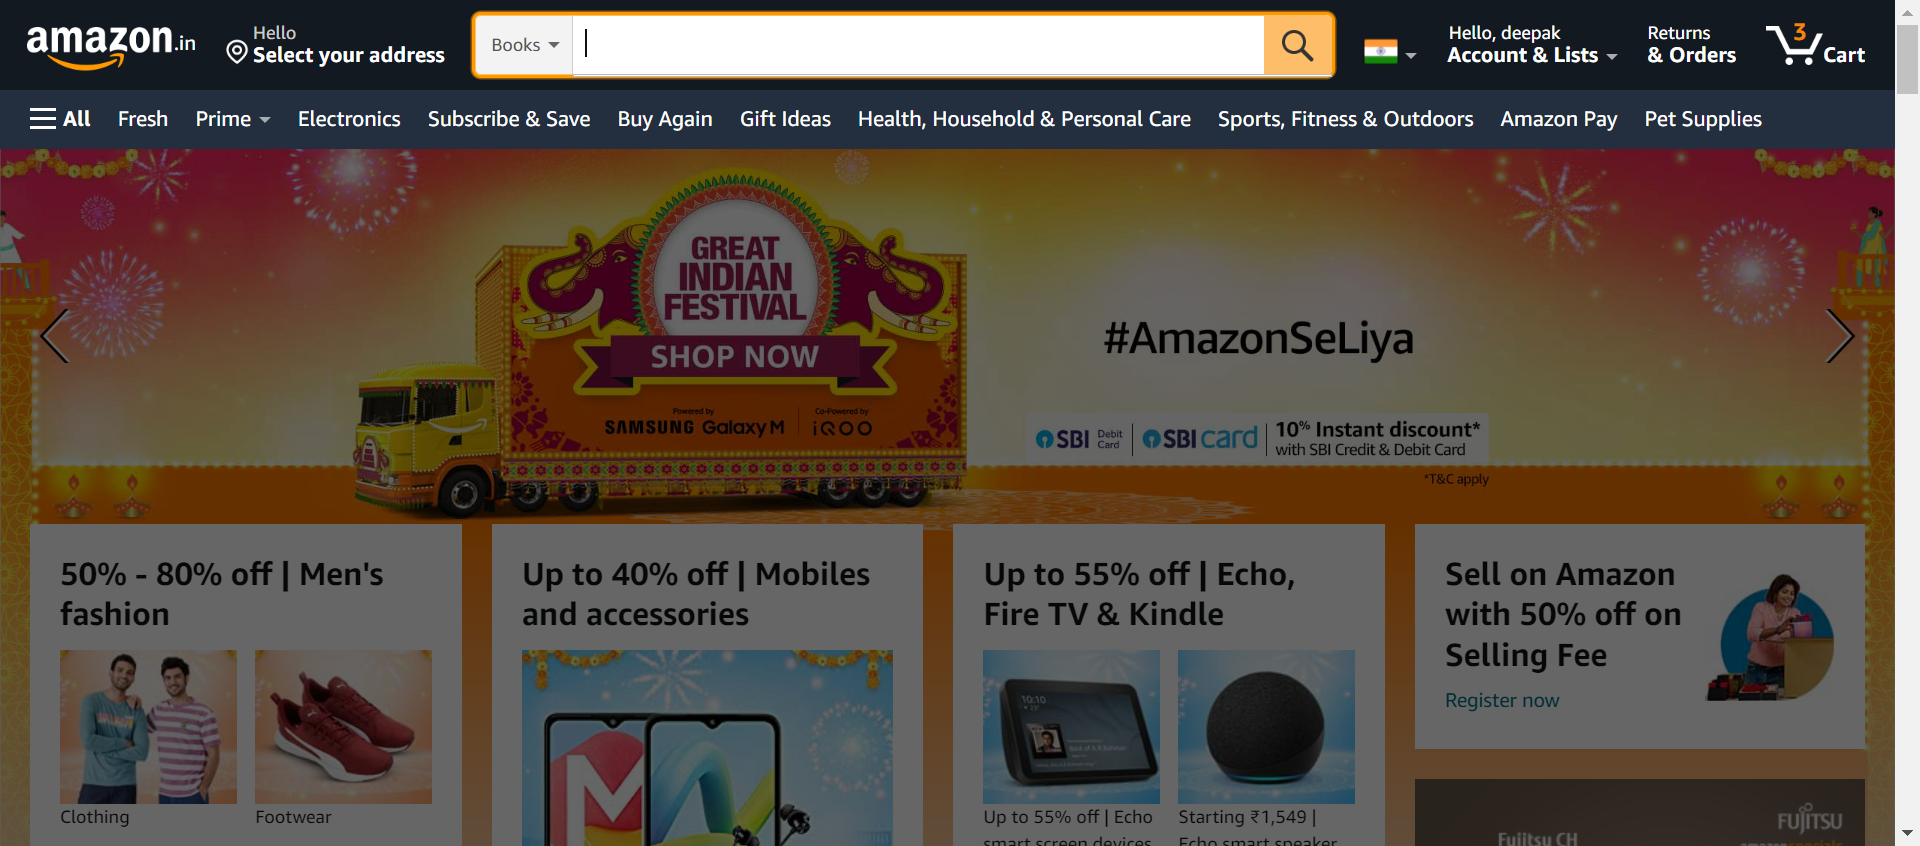 amazon.in
Hello
Select your address
Books
Hello, deepak
Account & Lists
Returns
& Orders
3
Cart
All
Fresh
Prime
Electronics
Subscribe & Save
Buy Again
Gift Ideas
Health, Household & Personal Care
Sports, Fitness & Outdoors
Amazon Pay
Pet Supplies
GREAT
INDIAN
FESTIVAL
SHOP NOW
Powered by
SAMSUNG Galaxy M
Co-Powered by
iQOO
#AmazonSeLiya
SBI Debit Card
SBI card
10% Instant discount*
with SBI Credit & Debit Card
*T&C apply
50% - 80% off | Men's
fashion
Clothing
Footwear
Up to 40% off | Mobiles
and accessories
Up to 55% off | Echo,
Fire TV & Kindle
10:10
Up to 55% off | Echo
smart screen devices
Starting ₹1,549 |
Echo smart speaker
Sell on Amazon
with 50% off on
Selling Fee
Register now
FUJITSU
Fujitsu CH